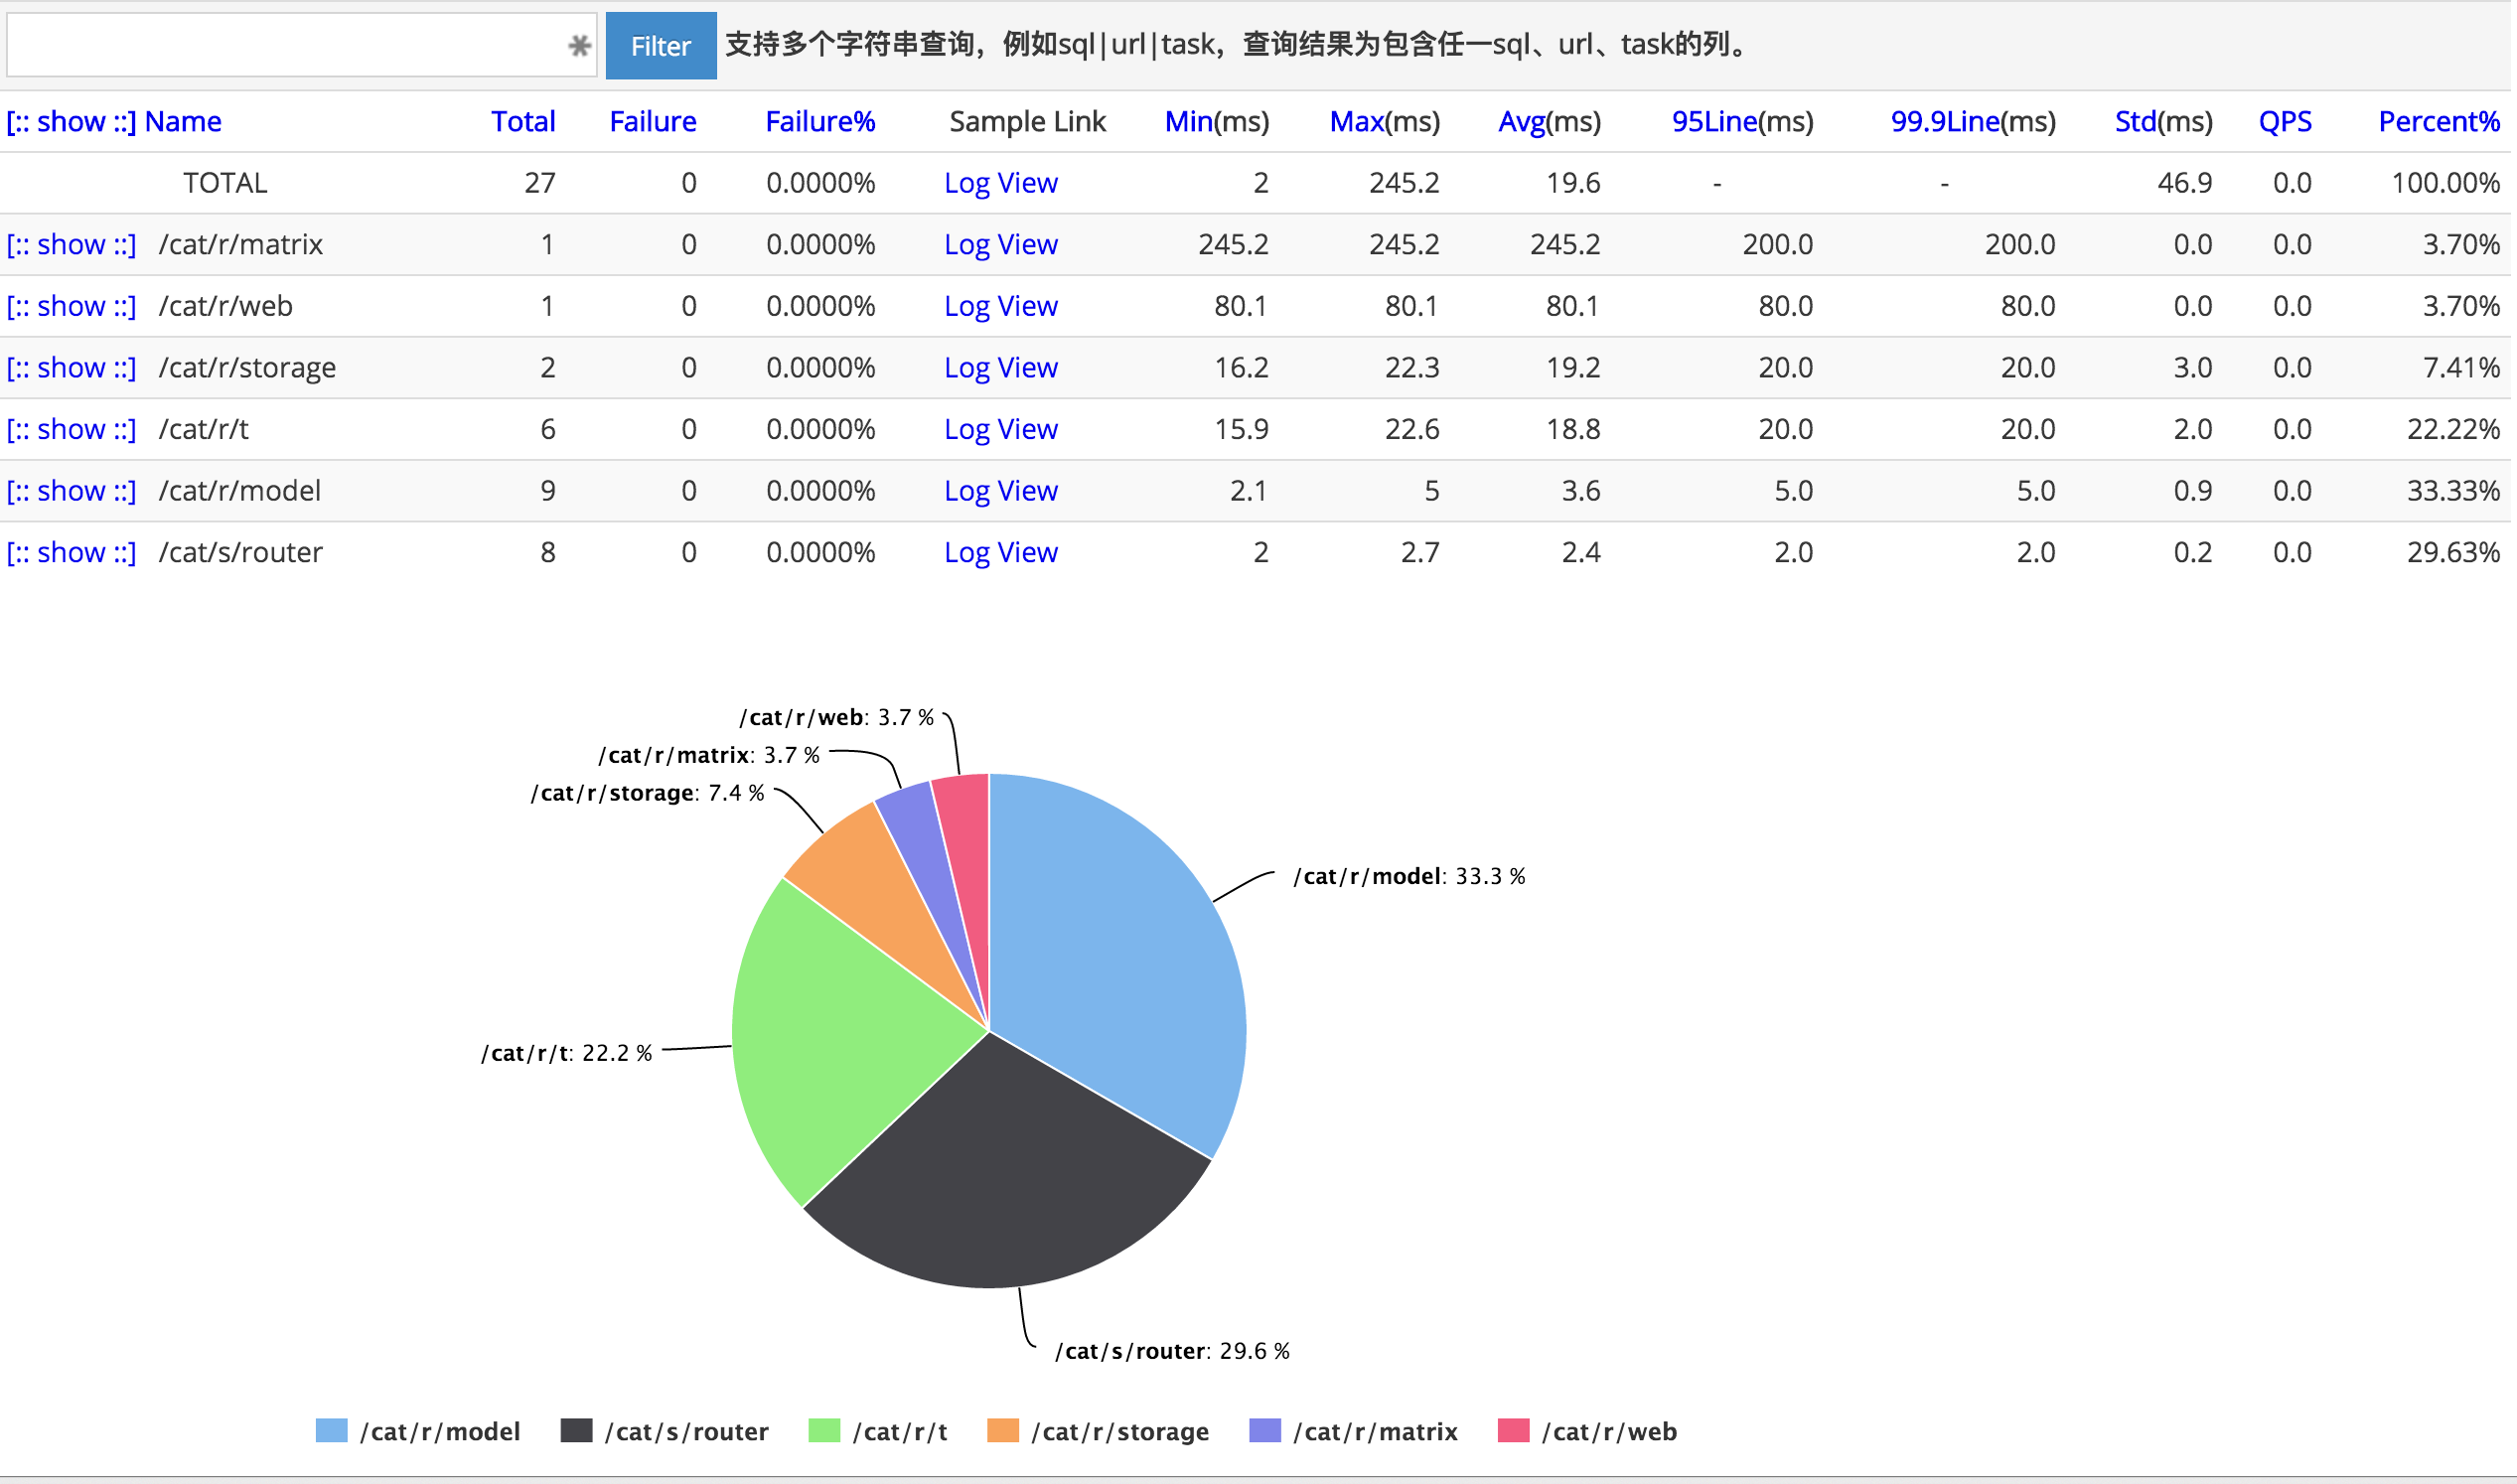 Filter 支持多个字符串查询，例如sql|url|task，查询结果为包含任一sql、url、task的列。
[:: show ::] Name Total Failure Failure% Sample Link Min(ms) Max(ms) Avg(ms) 95Line(ms) 99.9Line(ms) Std(ms) QPS Percent%
TOTAL 27 0 0.0000% Log View 2 245.2 19.6 - - 46.9 0.0 100.00%
[:: show ::] /cat/r/matrix 1 0 0.0000% Log View 245.2 245.2 245.2 200.0 200.0 0.0 0.0 3.70%
[:: show ::] /cat/r/web 1 0 0.0000% Log View 80.1 80.1 80.1 80.0 80.0 0.0 0.0 3.70%
[:: show ::] /cat/r/storage 2 0 0.0000% Log View 16.2 22.3 19.2 20.0 20.0 3.0 0.0 7.41%
[:: show ::] /cat/r/t 6 0 0.0000% Log View 15.9 22.6 18.8 20.0 20.0 2.0 0.0 22.22%
[:: show ::] /cat/r/model 9 0 0.0000% Log View 2.1 5 3.6 5.0 5.0 0.9 0.0 33.33%
[:: show ::] /cat/s/router 8 0 0.0000% Log View 2 2.7 2.4 2.0 2.0 0.2 0.0 29.63%
/cat/r/web: 3.7 %
/cat/r/matrix: 3.7 %
/cat/r/storage: 7.4 %
/cat/r/model: 33.3 %
/cat/r/t: 22.2 %
/cat/s/router: 29.6 %
/cat/r/model /cat/s/router /cat/r/t /cat/r/storage /cat/r/matrix /cat/r/web